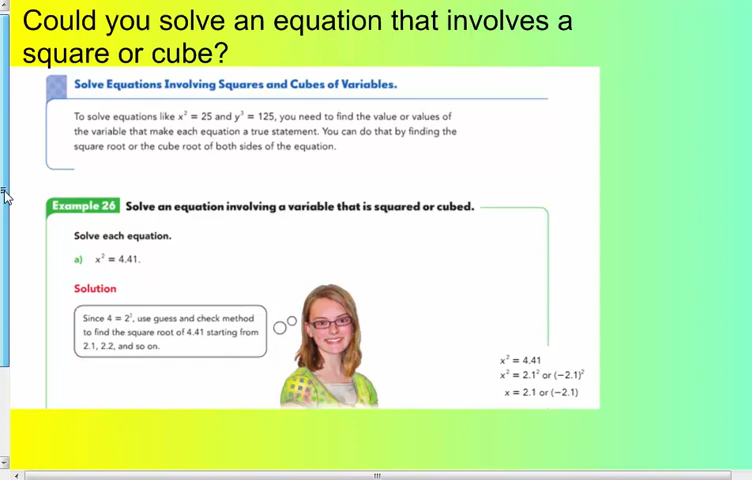 Could you solve an equation that involves a
square or cube?
Solve Equations Involving Squares and Cubes of Variables.
To solve equations like x² = 25 and y³ = 125, you need to find the value or values of
the variable that make each equation a true statement. You can do that by finding the
square root or the cube root of both sides of the equation.
Example 26 Solve an equation involving a variable that is squared or cubed.
Solve each equation.
a) x² = 4.41.
Solution
Since 4 = 2², use guess and check method
to find the square root of 4.41 starting from
2.1, 2.2, and so on.
x² = 4.41
x² = 2.1² or (−2.1)²
x = 2.1 or (−2.1)